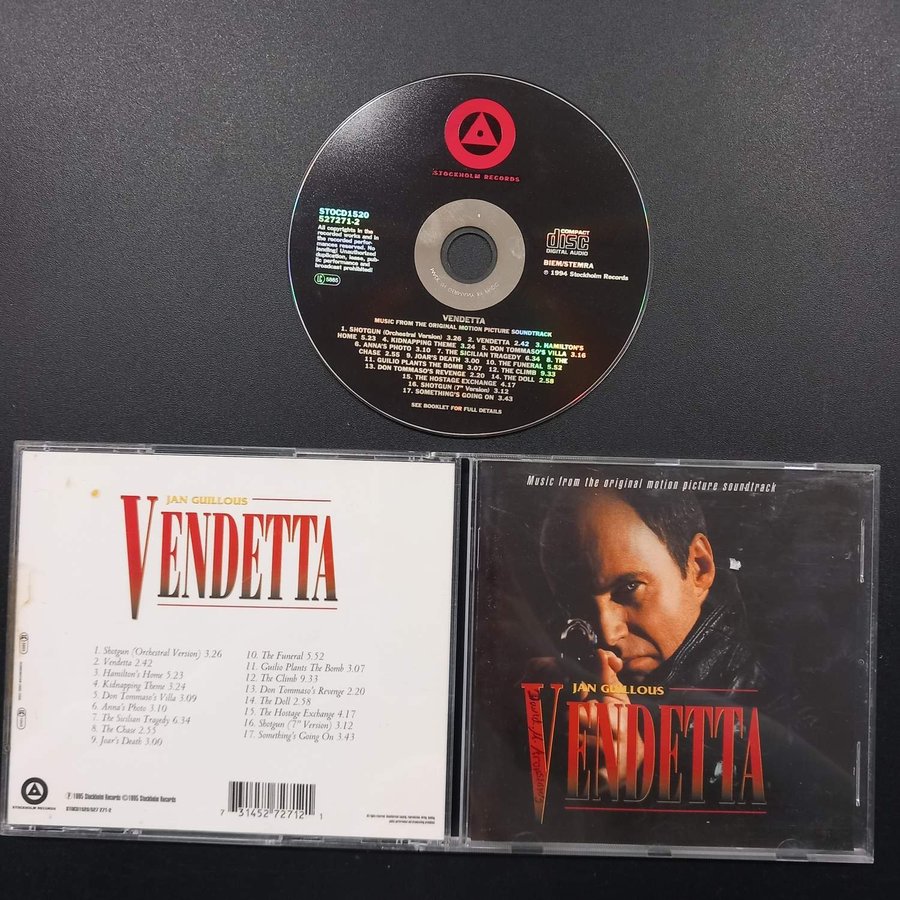 STOCKHOLM RECORDS
STOCD1520
527271-2
All copyrights in the
recorded works and in
the recorded perfor-
mances reserved. No
lending! Unauthorized
duplication, lease, pub-
lic performance and
broadcast prohibited!
COMPACT
disc
DIGITAL AUDIO
BIEM/STEMRA
℗ 1994 Stockholm Records
VENDETTA
MUSIC FROM THE ORIGINAL MOTION PICTURE SOUNDTRACK
1. SHOTGUN (Orchestral Version) 3.26 2. VENDETTA 2.42 3. HAMILTON'S
HOME 5.23 4. KIDNAPPING THEME 3.24 5. DON TOMMASO'S VILLA 3.16
6. ANNA'S PHOTO 3.10 7. THE SICILIAN TRAGEDY 6.34 8. THE
CHASE 2.55 9. JOAR'S DEATH 3.00 10. THE FUNERAL 5.52
11. GUILIO PLANTS THE BOMB 3.07 12. THE CLIMB 9.33
13. DON TOMMASO'S REVENGE 2.20 14. THE DOLL 2.58
15. THE HOSTAGE EXCHANGE 4.17
16. SHOTGUN (7" Version) 3.12
17. SOMETHING'S GOING ON 3.43
SEE BOOKLET FOR FULL DETAILS
JAN GUILLOUS
VENDETTA
1. Shotgun (Orchestral Version) 3.26
2. Vendetta 2.42
3. Hamilton's Home 5.23
4. Kidnapping Theme 3.24
5. Don Tommaso's Villa 3.09
6. Anna's Photo 3.10
7. The Sicilian Tragedy 6.34
8. The Chase 2.55
9. Joar's Death 3.00
10. The Funeral 5.52
11. Guilio Plants The Bomb 3.07
12. The Climb 9.33
13. Don Tommaso's Revenge 2.20
14. The Doll 2.58
15. The Hostage Exchange 4.17
16. Shotgun (7" Version) 3.12
17. Something's Going On 3.43
STOCKHOLM RECORDS
℗ 1995 Stockholm Records ©1995 Stockholm Records
STOCD1520/527 271-2
7 31452 72712 1
Music from the original motion picture soundtrack
JAN GUILLOUS
VENDETTA